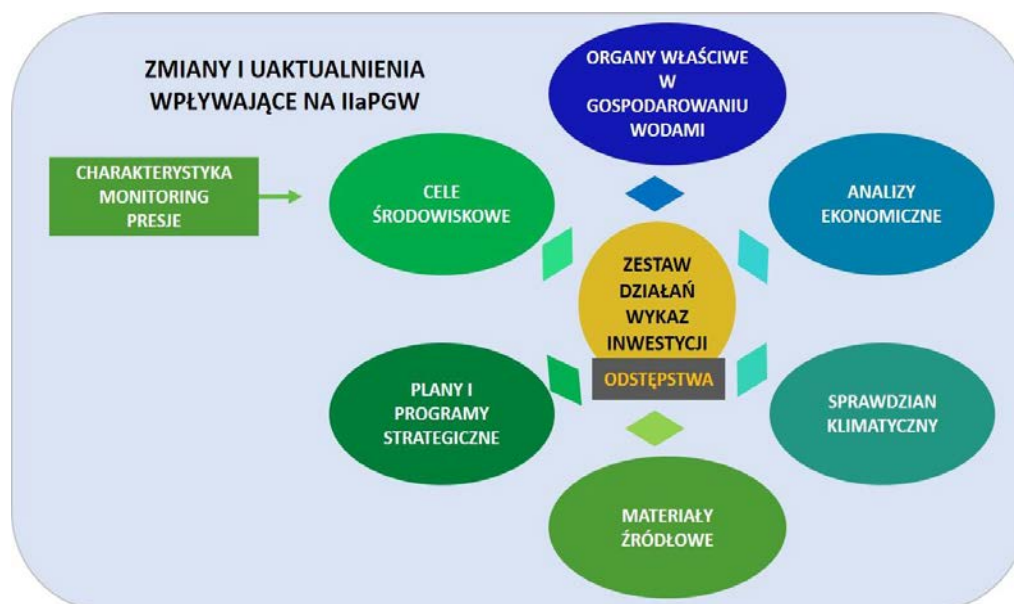 ZMIANY I UAKTUALNIENIA
WPŁYWAJĄCE NA IIaPGW
ORGANY WŁAŚCIWE
W
GOSPODAROWANIU
WODAMI
CHARAKTERYSTYKA
MONITORING
PRESJE
CELE
ŚRODOWISKOWE
ANALIZY
EKONOMICZNE
ZESTAW
DZIAŁAŃ
WYKAZ
INWESTYCJI
ODSTĘPSTWA
PLANY I
PROGRAMY
STRATEGICZNE
SPRAWDZIAN
KLIMATYCZNY
MATERIAŁY
ŹRÓDŁOWE